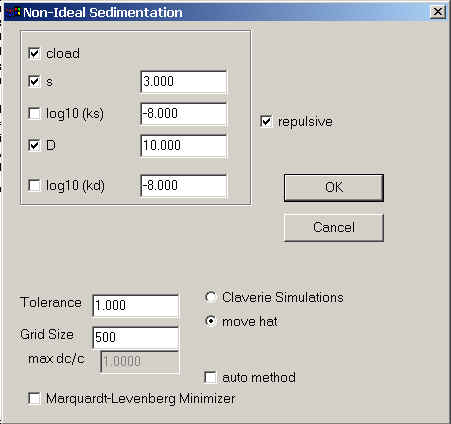 Non-Ideal Sedimentation
cload
s 3.000
log10 (ks) -8.000
repulsive
D 10.000
log10 (kd) -8.000
OK
Cancel
Tolerance 1.000
Claverie Simulations
Grid Size 500
move hat
max dc/c 1.0000
auto method
Marquardt-Levenberg Minimizer